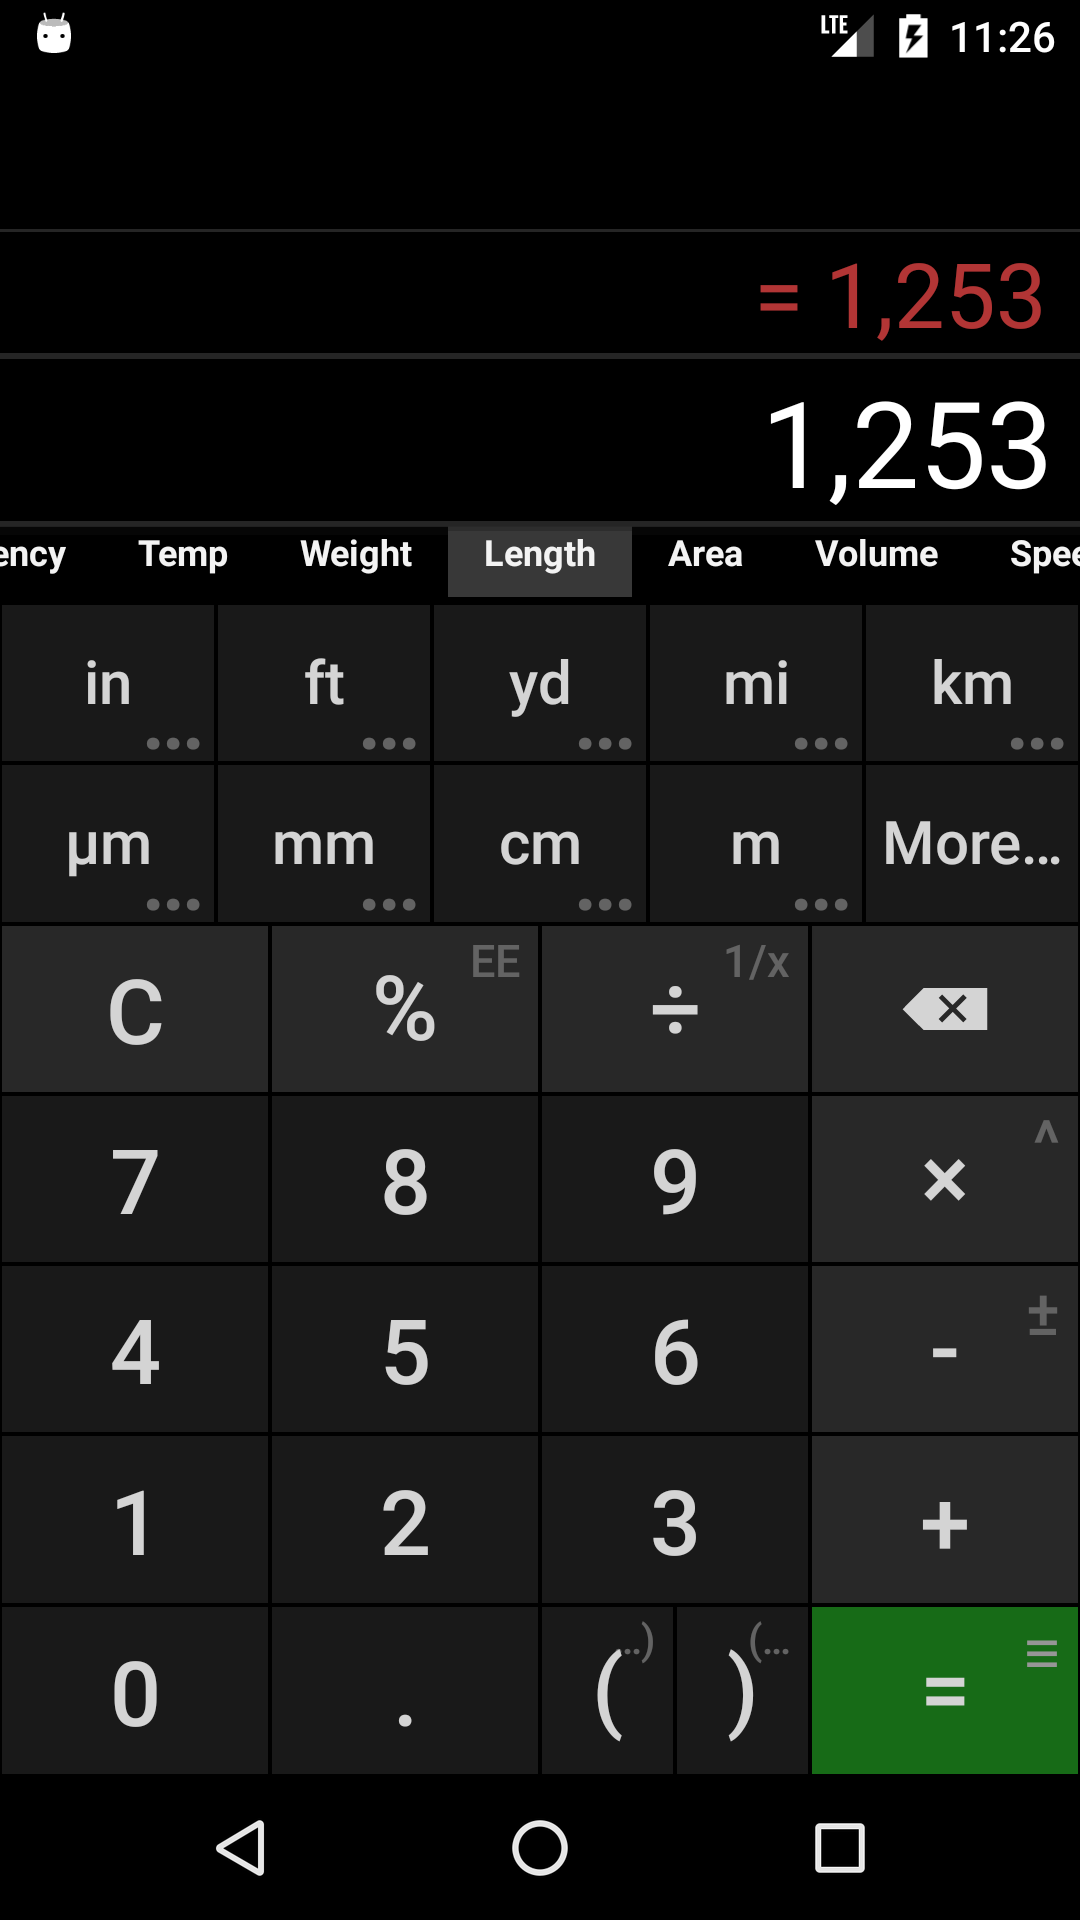 LTE 11:26
= 1,253
1,253
ency Temp Weight Length Area Volume Spee
in ft yd mi km
µm mm cm m More...
C % EE ÷ 1/x
7 8 9 × ^
4 5 6 - ±
1 2 3 +
0 . ( ..) ) (... =